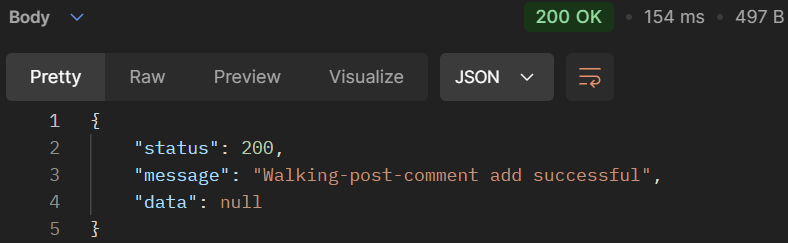 Body 200 OK • 154 ms • 497 B
Pretty Raw Preview Visualize JSON
1 {
2 "status": 200,
3 "message": "Walking-post-comment add successful",
4 "data": null
5 }